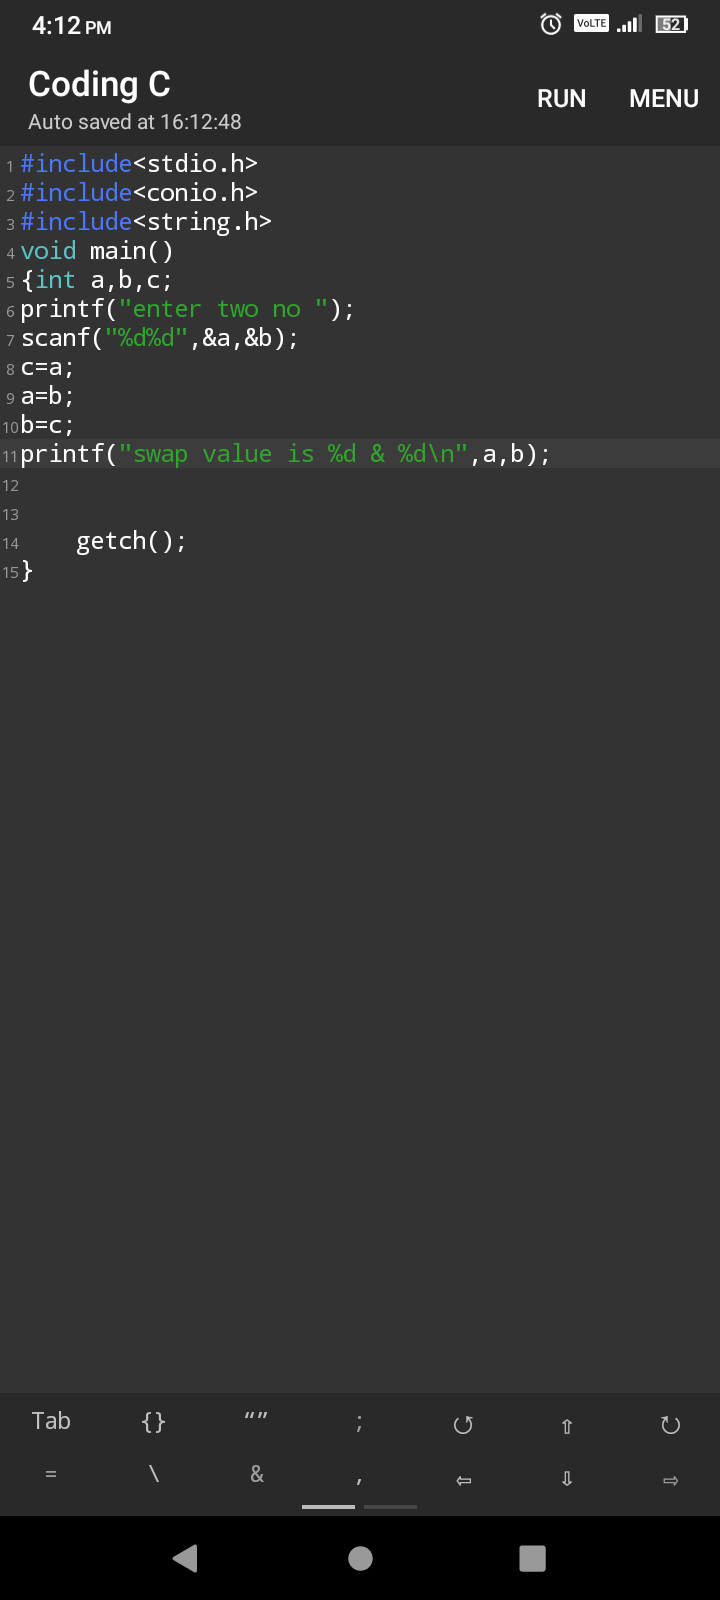 4:12 PM VoLTE 52
Coding C
Auto saved at 16:12:48
RUN MENU
1 #include<stdio.h>
2 #include<conio.h>
3 #include<string.h>
4 void main()
5 {int a,b,c;
6 printf("enter two no ");
7 scanf("%d%d",&a,&b);
8 c=a;
9 a=b;
10 b=c;
11 printf("swap value is %d & %d\n",a,b);
12
13
14     getch();
15 }
Tab {} “” ; ↺ ⇧ ↻
= \ & , ⇦ ⇩ ⇨